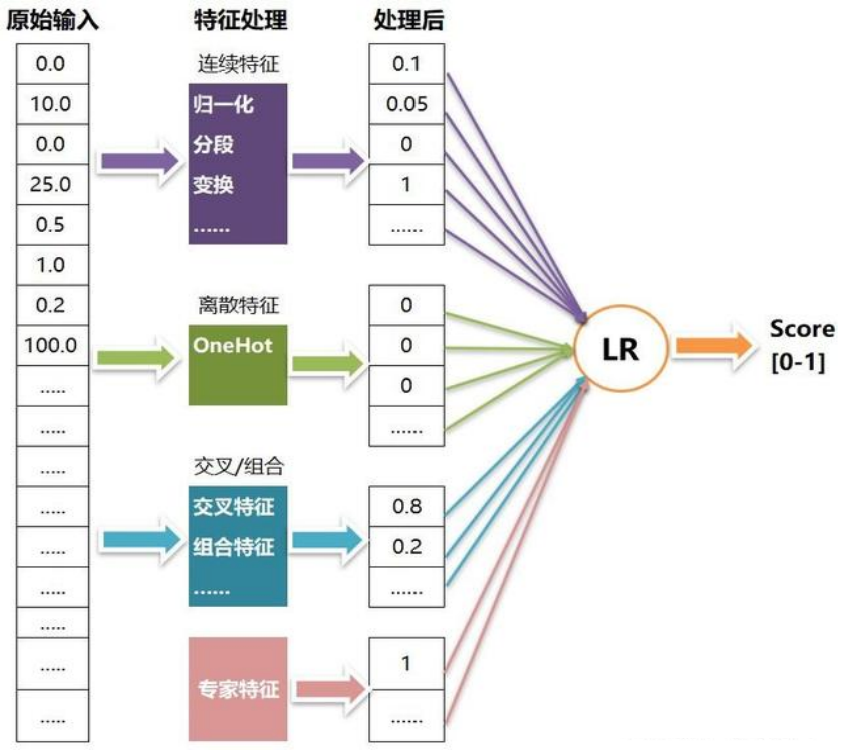 原始输入
特征处理
处理后
0.0
10.0
0.0
25.0
0.5
1.0
0.2
100.0
.....
.....
.....
.....
.....
.....
.....
.....
.....
连续特征
归一化
分段
变换
......
离散特征
OneHot
交叉/组合
交叉特征
组合特征
......
专家特征
0.1
0.05
0
1
......
0
0
0
......
0.8
0.2
......
1
......
LR
Score
[0-1]